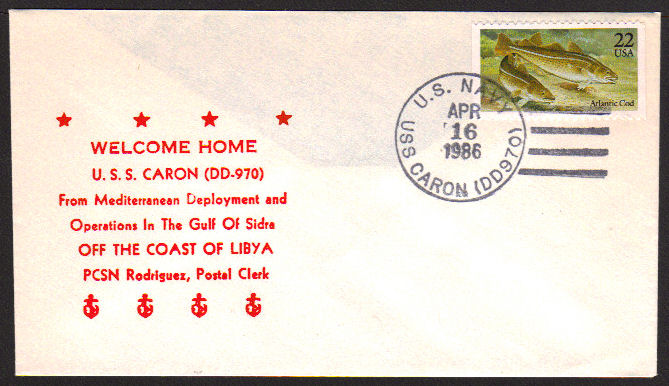 22
USA
Atlantic Cod
U.S. NAVY
APR
16
1986
USS CARON (DD970)
WELCOME HOME
U. S. S. CARON (DD-970)
From Mediterranean Deployment and
Operations In The Gulf Of Sidra
OFF THE COAST OF LIBYA
PCSN Rodriguez, Postal Clerk